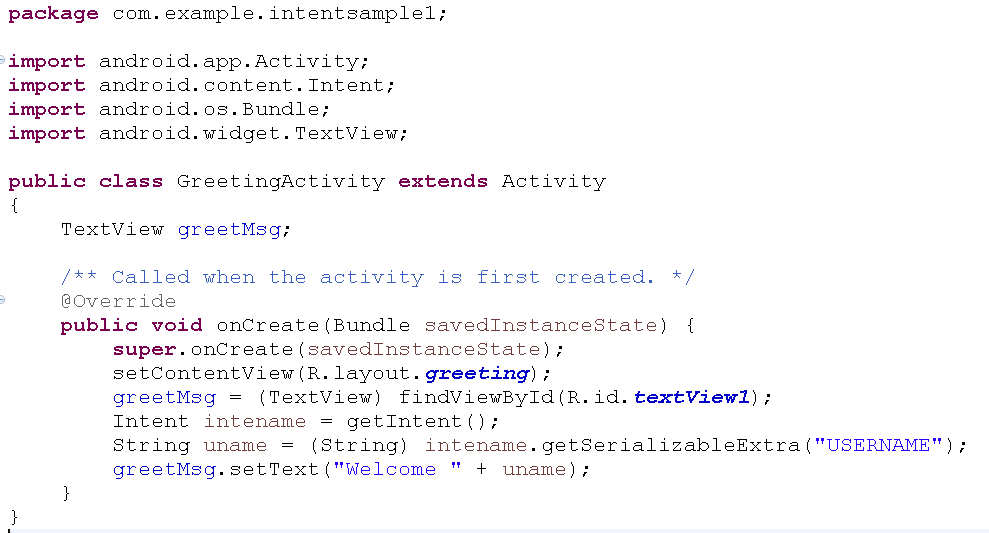 package com.example.intentsample1;
import android.app.Activity;
import android.content.Intent;
import android.os.Bundle;
import android.widget.TextView;
public class GreetingActivity extends Activity
{
    TextView greetMsg;
    /** Called when the activity is first created. */
    @Override
    public void onCreate(Bundle savedInstanceState) {
        super.onCreate(savedInstanceState);
        setContentView(R.layout.greeting);
        greetMsg = (TextView) findViewById(R.id.textView1);
        Intent intename = getIntent();
        String uname = (String) intename.getSerializableExtra("USERNAME");
        greetMsg.setText("Welcome " + uname);
    }
}